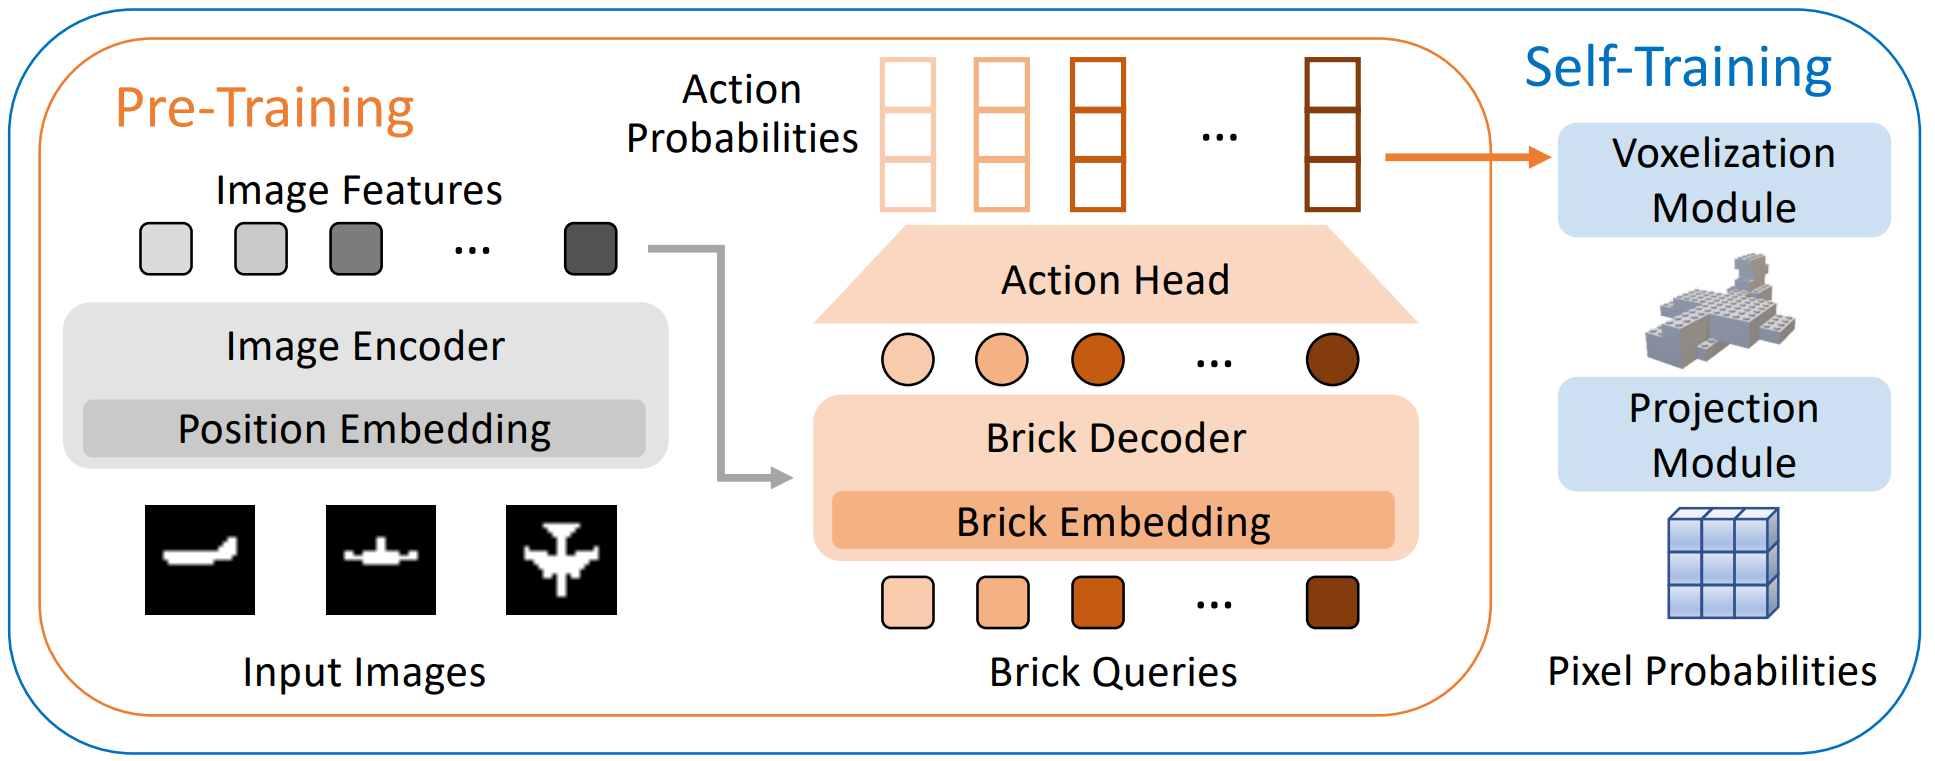 Pre-Training
Image Features
...
Image Encoder
Position Embedding
Input Images
Action
Probabilities
...
Action Head
...
Brick Decoder
Brick Embedding
...
Brick Queries
Self-Training
Voxelization
Module
Projection
Module
Pixel Probabilities